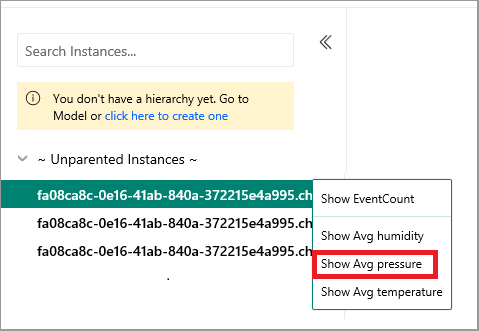 Search Instances...
You don't have a hierarchy yet. Go to
Model or click here to create one
~ Unparented Instances ~
fa08ca8c-0e16-41ab-840a-372215e4a995.ch
fa08ca8c-0e16-41ab-840a-372215e4a995.ch
fa08ca8c-0e16-41ab-840a-372215e4a995.ch
Show EventCount
Show Avg humidity
Show Avg pressure
Show Avg temperature